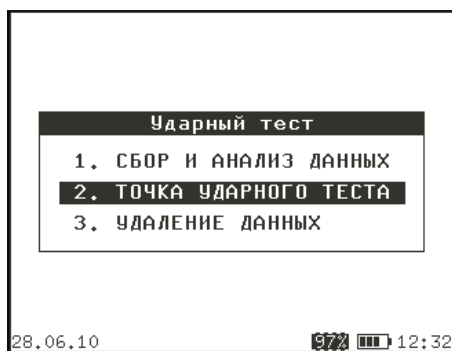 Ударный тест
1. СБОР И АНАЛИЗ ДАННЫХ
2. ТОЧКА УДАРНОГО ТЕСТА
3. УДАЛЕНИЕ ДАННЫХ
28.06.10 97% 12:32